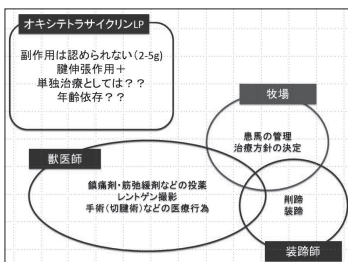 オキシテトラサイクリンLP
副作用は認められない(2-5g)
腱伸張作用＋
単独治療としては？？
年齢依存？？
牧場
患馬の管理
治療方針の決定
獣医師
鎮痛剤・筋弛緩剤などの投薬
レントゲン撮影
手術(切腱術)などの医療行為
削蹄
装蹄
装蹄師